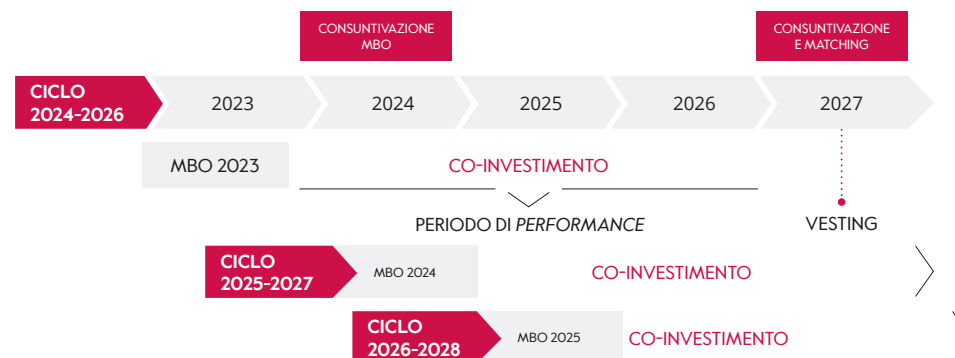 CONSUNTIVAZIONE
MBO
CONSUNTIVAZIONE
E MATCHING
CICLO
2024-2026
2023
2024
2025
2026
2027
MBO 2023
CO-INVESTIMENTO
PERIODO DI PERFORMANCE
VESTING
CICLO
2025-2027
MBO 2024
CO-INVESTIMENTO
CICLO
2026-2028
MBO 2025
CO-INVESTIMENTO